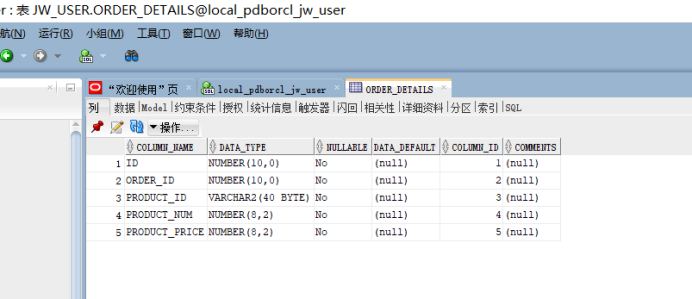 er : 表 JW_USER.ORDER_DETAILS@local_pdborcl_jw_user
航(N) 运行(R) 小组(M) 工具(T) 窗口(W) 帮助(H)
“欢迎使用”页 local_pdborcl_jw_user ORDER_DETAILS
列 数据 Model 约束条件 授权 统计信息 触发器 闪回 相关性 详细资料 分区 索引 SQL
操作...
COLUMN_NAME DATA_TYPE NULLABLE DATA_DEFAULT COLUMN_ID COMMENTS
1 ID NUMBER(10,0) No (null) 1 (null)
2 ORDER_ID NUMBER(10,0) No (null) 2 (null)
3 PRODUCT_ID VARCHAR2(40 BYTE) No (null) 3 (null)
4 PRODUCT_NUM NUMBER(8,2) No (null) 4 (null)
5 PRODUCT_PRICE NUMBER(8,2) No (null) 5 (null)